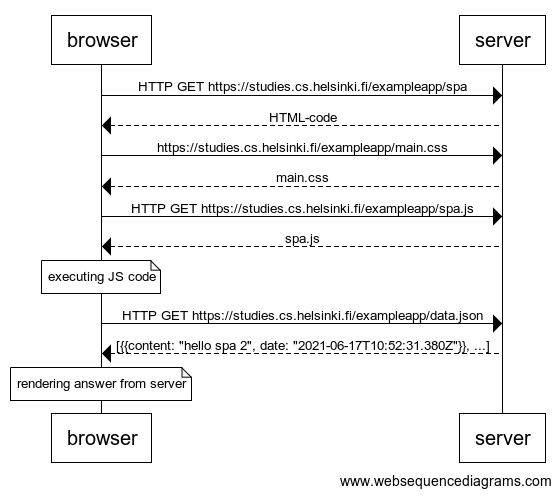 browser
server
HTTP GET https://studies.cs.helsinki.fi/exampleapp/spa
HTML-code
https://studies.cs.helsinki.fi/exampleapp/main.css
main.css
HTTP GET https://studies.cs.helsinki.fi/exampleapp/spa.js
spa.js
executing JS code
HTTP GET https://studies.cs.helsinki.fi/exampleapp/data.json
[{{content: "hello spa 2", date: "2021-06-17T10:52:31.380Z"}}, ...]
rendering answer from server
browser
server
www.websequencediagrams.com